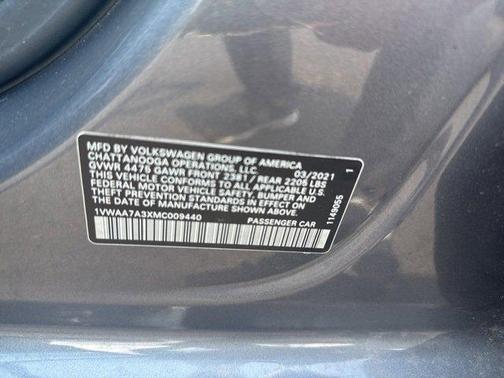 MFD BY VOLKSWAGEN GROUP OF AMERICA
CHATTANOOGA OPERATIONS, LLC. 03/2021 1
GVWR 4475 GAWR FRONT 2381/ REAR 2205 LBS
THIS VEHICLE CONFORMS TO ALL APPLICABLE U.S.
FEDERAL MOTOR VEHICLE SAFETY, BUMPER, AND
THEFT PREVENTION STANDARDS IN EFFECT ON
THE DATE OF MANUFACTURE SHOWN ABOVE.
1VWAA7A3XMC009440 PASSENGER CAR
1149055